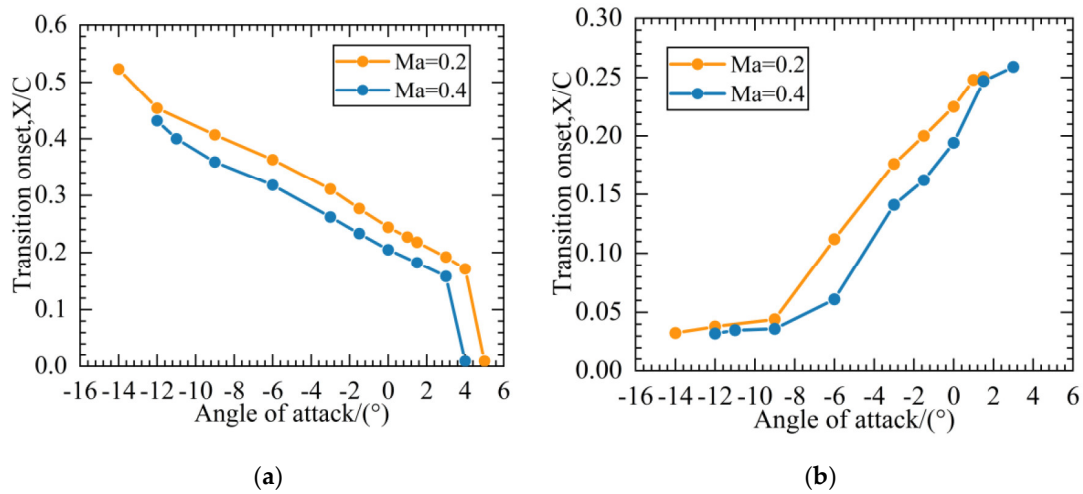 0.6
0.5
0.4
0.3
0.2
0.1
0.0
Transition onset,X/C
Ma=0.2
Ma=0.4
-16 -14 -12 -10 -8 -6 -4 -2 0 2 4 6
Angle of attack/(°)
(a)
0.30
0.25
0.20
0.15
0.10
0.05
0.00
Transition onset,X/C
Ma=0.2
Ma=0.4
-16 -14 -12 -10 -8 -6 -4 -2 0 2 4 6
Angle of attack/(°)
(b)